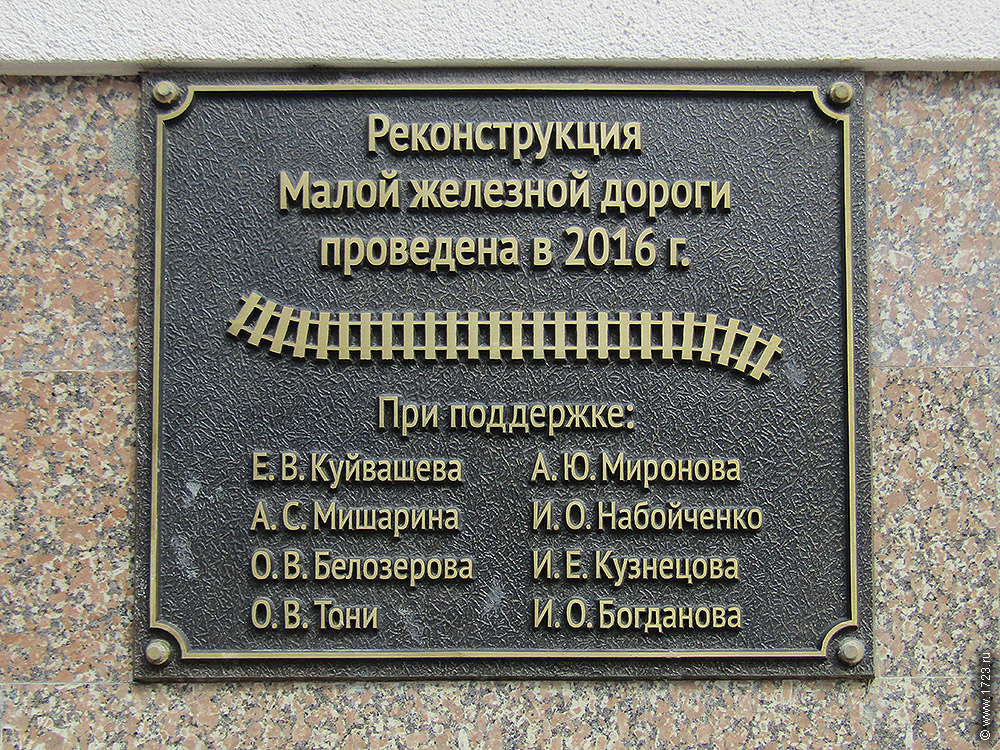 Реконструкция
Малой железной дороги
проведена в 2016 г.
При поддержке:
Е. В. Куйвашева
А. С. Мишарина
О. В. Белозерова
О. В. Тони
А. Ю. Миронова
И. О. Набойченко
И. Е. Кузнецова
И. О. Богданова
© www.1723.ru